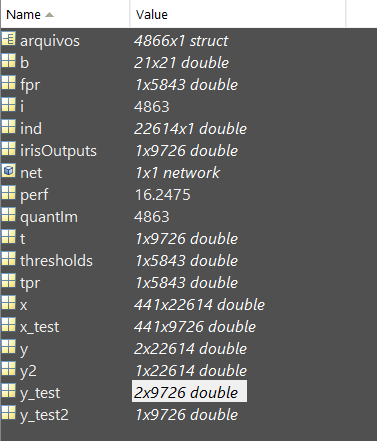 Name Value
arquivos 4866x1 struct
b 21x21 double
fpr 1x5843 double
i 4863
ind 22614x1 double
irisOutputs 1x9726 double
net 1x1 network
perf 16.2475
quantIm 4863
t 1x9726 double
thresholds 1x5843 double
tpr 1x5843 double
x 441x22614 double
x_test 441x9726 double
y 2x22614 double
y2 1x22614 double
y_test 2x9726 double
y_test2 1x9726 double